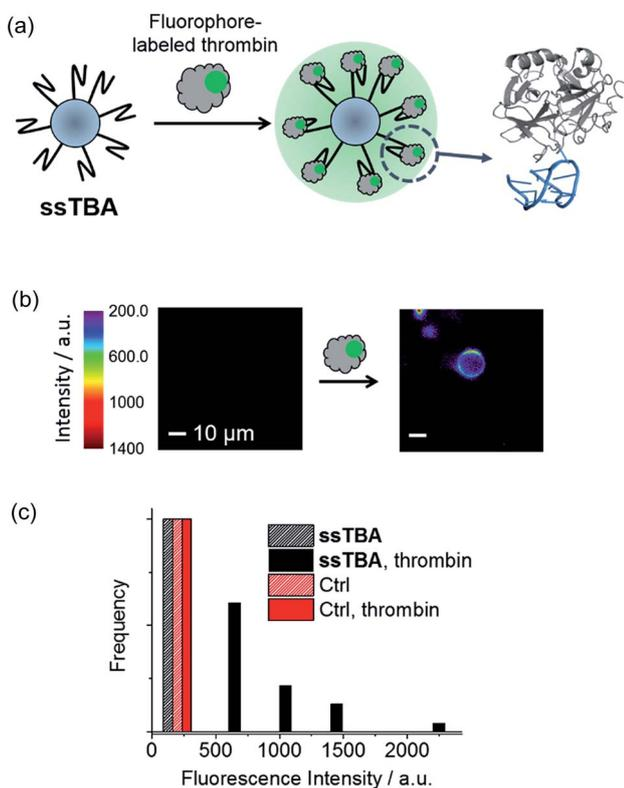 (a)
Fluorophore-
labeled thrombin
ssTBA
(b)
Intensity / a.u.
200.0
600.0
1000
1400
10 µm
(c)
Frequency
ssTBA
ssTBA, thrombin
Ctrl
Ctrl, thrombin
0 500 1000 1500 2000
Fluorescence Intensity / a.u.